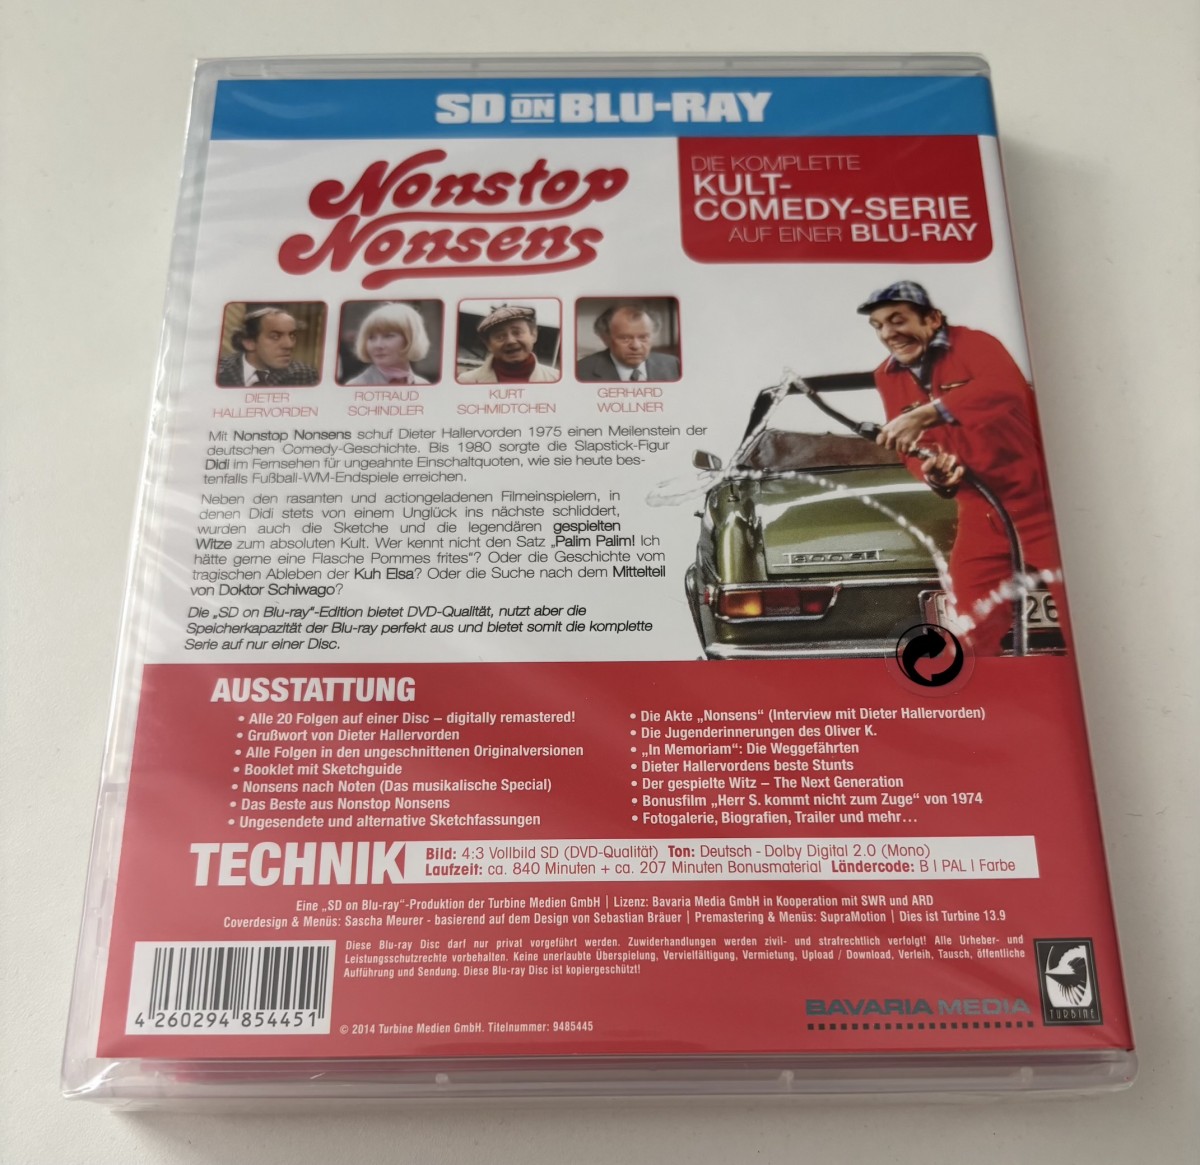 SD ON BLU-RAY
Nonstop
Nonsens
DIE KOMPLETTE
KULT-
COMEDY-SERIE
AUF EINER BLU-RAY
DIETER
HALLERVORDEN
ROTRAUD
SCHINDLER
KURT
SCHMIDTCHEN
GERHARD
WOLLNER
Mit Nonstop Nonsens schuf Dieter Hallervorden 1975 einen Meilenstein der
deutschen Comedy-Geschichte. Bis 1980 sorgte die Slapstick-Figur
Didi im Fernsehen für ungeahnte Einschaltquoten, wie sie heute bes-
tenfalls Fußball-WM-Endspiele erreichen.
Neben den rasanten und actiongeladenen Filmeinspielern, in
denen Didi stets von einem Unglück ins nächste schliddert,
wurden auch die Sketche und die legendären gespielten
Witze zum absoluten Kult. Wer kennt nicht den Satz „Palim Palim! Ich
hätte gerne eine Flasche Pommes frites“? Oder die Geschichte vom
tragischen Ableben der Kuh Elsa? Oder die Suche nach dem Mittelteil
von Doktor Schiwago?
Die „SD on Blu-ray“-Edition bietet DVD-Qualität, nutzt aber die
Speicherkapazität der Blu-ray perfekt aus und bietet somit die komplette
Serie auf nur einer Disc.
26
AUSSTATTUNG
• Alle 20 Folgen auf einer Disc – digitally remastered!
• Grußwort von Dieter Hallervorden
• Alle Folgen in den ungeschnittenen Originalversionen
• Booklet mit Sketchguide
• Nonsens nach Noten (Das musikalische Special)
• Das Beste aus Nonstop Nonsens
• Ungesendete und alternative Sketchfassungen
• Die Akte „Nonsens“ (Interview mit Dieter Hallervorden)
• Die Jugenderinnerungen des Oliver K.
• „In Memoriam“: Die Weggefährten
• Dieter Hallervordens beste Stunts
• Der gespielte Witz – The Next Generation
• Bonusfilm „Herr S. kommt nicht zum Zuge“ von 1974
• Fotogalerie, Biografien, Trailer und mehr…
TECHNIK
Bild: 4:3 Vollbild SD (DVD-Qualität) Ton: Deutsch - Dolby Digital 2.0 (Mono)
Laufzeit: ca. 840 Minuten + ca. 207 Minuten Bonusmaterial Ländercode: B | PAL | Farbe
Eine „SD on Blu-ray“-Produktion der Turbine Medien GmbH | Lizenz: Bavaria Media GmbH in Kooperation mit SWR und ARD
Coverdesign & Menüs: Sascha Meurer - basierend auf dem Design von Sebastian Bräuer | Premastering & Menüs: SupraMotion | Dies ist Turbine 13.9
Diese Blu-ray Disc darf nur privat vorgeführt werden. Zuwiderhandlungen werden zivil- und strafrechtlich verfolgt! Alle Urheber- und
Leistungsschutzrechte vorbehalten. Keine unerlaubte Überspielung, Vervielfältigung, Vermietung, Upload / Download, Verleih, Tausch, öffentliche
Aufführung und Sendung. Diese Blu-ray Disc ist kopiergeschützt!
4 260294 854451
© 2014 Turbine Medien GmbH. Titelnummer: 9485445
BAVARIA MEDIA
TURBINE